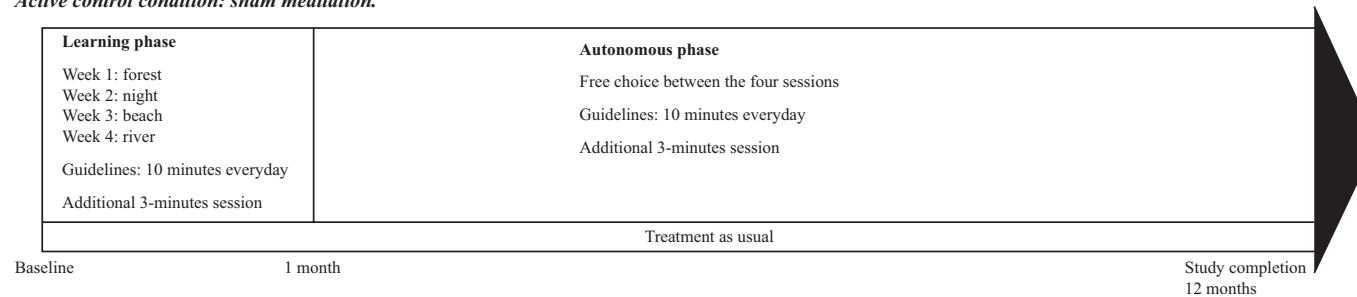 Active control condition: sham meditation.
Learning phase
Week 1: forest
Week 2: night
Week 3: beach
Week 4: river
Guidelines: 10 minutes everyday
Additional 3-minutes session
Autonomous phase
Free choice between the four sessions
Guidelines: 10 minutes everyday
Additional 3-minutes session
Treatment as usual
Baseline
1 month
Study completion
12 months